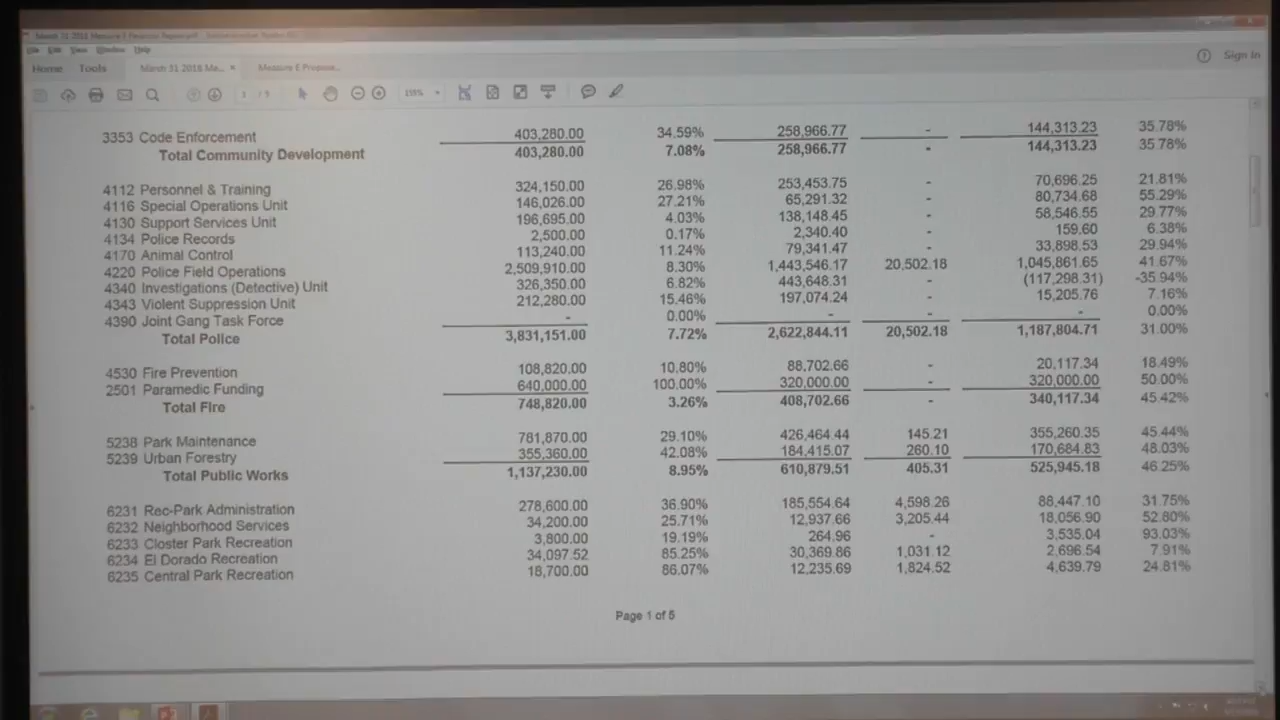 Home Tools March 31 2018 Me... × Measure E Propose... Sign In
155%
3353 Code Enforcement 403,280.00 34.59% 258,966.77 - 144,313.23 35.78%
Total Community Development 403,280.00 7.08% 258,966.77 - 144,313.23 35.78%
4112 Personnel & Training 324,150.00 26.98% 253,453.75 - 70,696.25 21.81%
4116 Special Operations Unit 146,026.00 27.21% 65,291.32 - 80,734.68 55.29%
4130 Support Services Unit 196,695.00 4.03% 138,148.45 - 58,546.55 29.77%
4134 Police Records 2,500.00 0.17% 2,340.40 - 159.60 6.38%
4170 Animal Control 113,240.00 11.24% 79,341.47 - 33,898.53 29.94%
4220 Police Field Operations 2,509,910.00 8.30% 1,443,546.17 20,502.18 1,045,861.65 41.67%
4340 Investigations (Detective) Unit 326,350.00 6.82% 443,648.31 - (117,298.31) -35.94%
4343 Violent Suppression Unit 212,280.00 15.46% 197,074.24 - 15,205.76 7.16%
4390 Joint Gang Task Force - 0.00% - - - 0.00%
Total Police 3,831,151.00 7.72% 2,622,844.11 20,502.18 1,187,804.71 31.00%
4530 Fire Prevention 108,820.00 10.80% 88,702.66 - 20,117.34 18.49%
2501 Paramedic Funding 640,000.00 100.00% 320,000.00 - 320,000.00 50.00%
Total Fire 748,820.00 3.26% 408,702.66 - 340,117.34 45.42%
5238 Park Maintenance 781,870.00 29.10% 426,464.44 145.21 355,260.35 45.44%
5239 Urban Forestry 355,360.00 42.08% 184,415.07 260.10 170,684.83 48.03%
Total Public Works 1,137,230.00 8.95% 610,879.51 405.31 525,945.18 46.25%
6231 Rec-Park Administration 278,600.00 36.90% 185,554.64 4,598.26 88,447.10 31.75%
6232 Neighborhood Services 34,200.00 25.71% 12,937.66 3,205.44 18,056.90 52.80%
6233 Closter Park Recreation 3,800.00 19.19% 264.96 - 3,535.04 93.03%
6234 El Dorado Recreation 34,097.52 85.25% 30,369.86 1,031.12 2,696.54 7.91%
6235 Central Park Recreation 18,700.00 86.07% 12,235.69 1,824.52 4,639.79 24.81%
Page 1 of 5